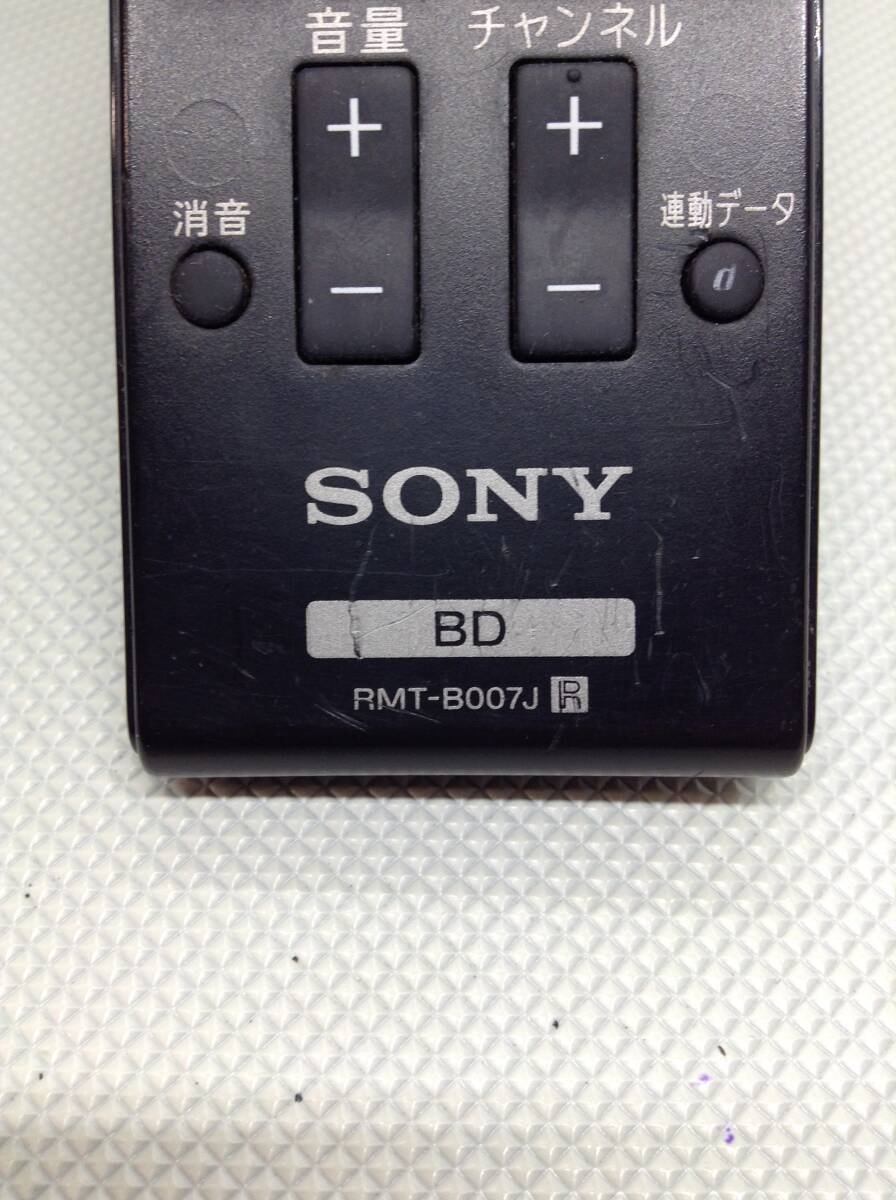 音量 チャンネル
+ +
消音 連動データ
− − d
SONY
BD
RMT-B007J R